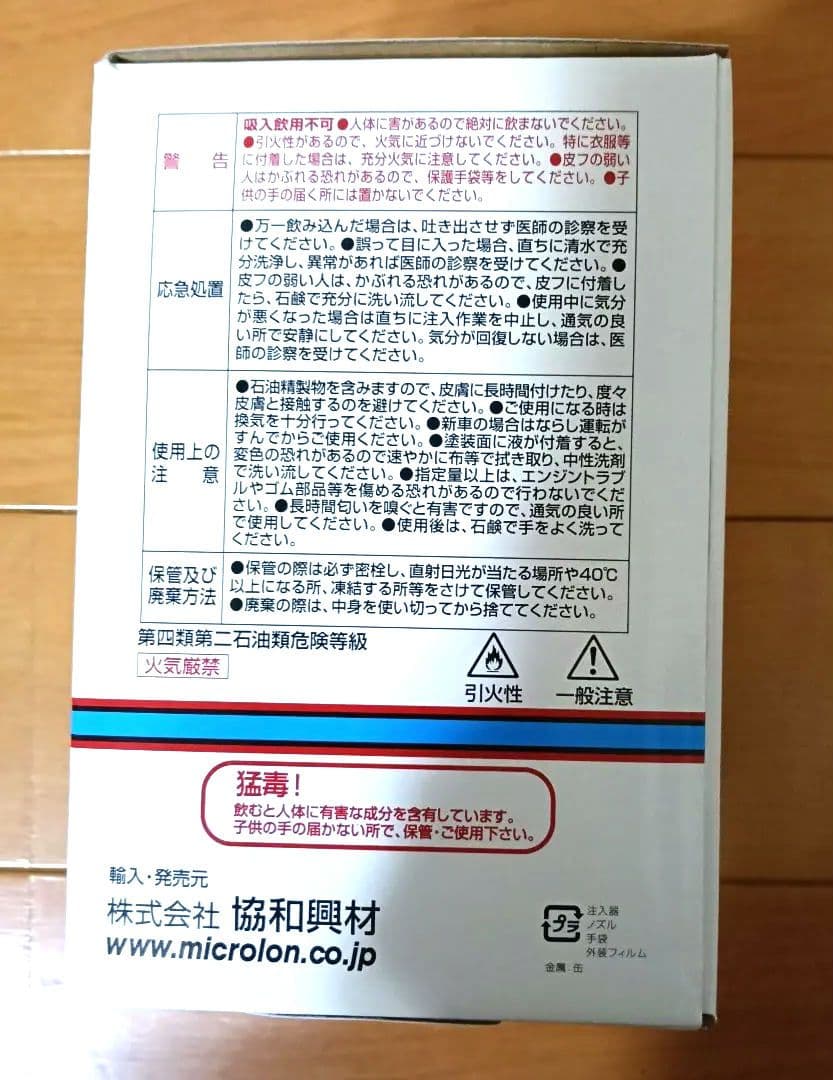 警告
吸入飲用不可●人体に害があるので絶対に飲まないでください。
●引火性があるので、火気に近づけないでください。特に衣服等
に付着した場合は、充分火気に注意してください。●皮フの弱い
人はかぶれる恐れがあるので、保護手袋等をしてください。●子
供の手の届く所には置かないでください。
応急処置
●万一飲み込んだ場合は、吐き出させず医師の診察を受
けてください。●誤って目に入った場合、直ちに清水で充
分洗浄し、異常があれば医師の診察を受けてください。●
皮フの弱い人は、かぶれる恐れがあるので、皮フに付着し
たら、石鹸で充分に洗い流してください。●使用中に気分
が悪くなった場合は直ちに注入作業を中止し、通気の良
い所で安静にしてください。気分が回復しない場合は、医
師の診察を受けてください。
使用上の
注意
●石油精製物を含みますので、皮膚に長時間付けたり、度々
皮膚と接触するのを避けてください。●ご使用になる時は
換気を十分行ってください。●新車の場合はならし運転が
すんでからご使用ください。●塗装面に液が付着すると、
変色の恐れがあるので速やかに布等で拭き取り、中性洗剤
で洗い流してください。●指定量以上は、エンジントラブ
ルやゴム部品等を傷める恐れがあるので行わないでくだ
さい。●長時間匂いを嗅ぐと有害ですので、通気の良い所
で使用してください。●使用後は、石鹸で手をよく洗って
ください。
保管及び
廃棄方法
●保管の際は必ず密栓し、直射日光が当たる場所や40℃
以上になる所、凍結する所等をさけて保管してください。
●廃棄の際は、中身を使い切ってから捨ててください。
第四類第二石油類危険等級
火気厳禁
引火性
一般注意
猛毒！
飲むと人体に有害な成分を含有しています。
子供の手の届かない所で、保管・ご使用下さい。
輸入・発売元
株式会社 協和興材
www.microlon.co.jp
プラ
注入器
ノズル
手袋
外装フィルム
金属：缶